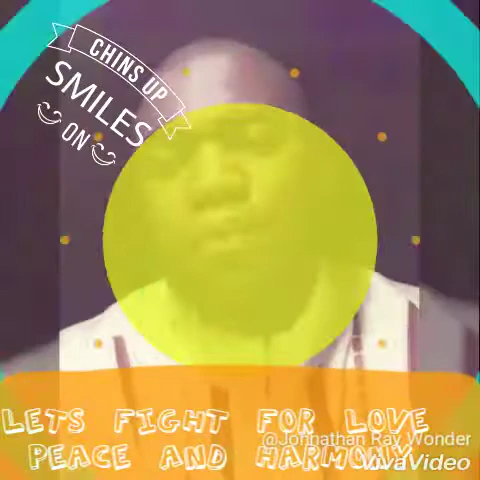 CHINS UP
SMILES
ON
LETS FIGHT FOR LOVE
PEACE AND HARMONY
@Johnathan Ray Wonder
VivaVideo